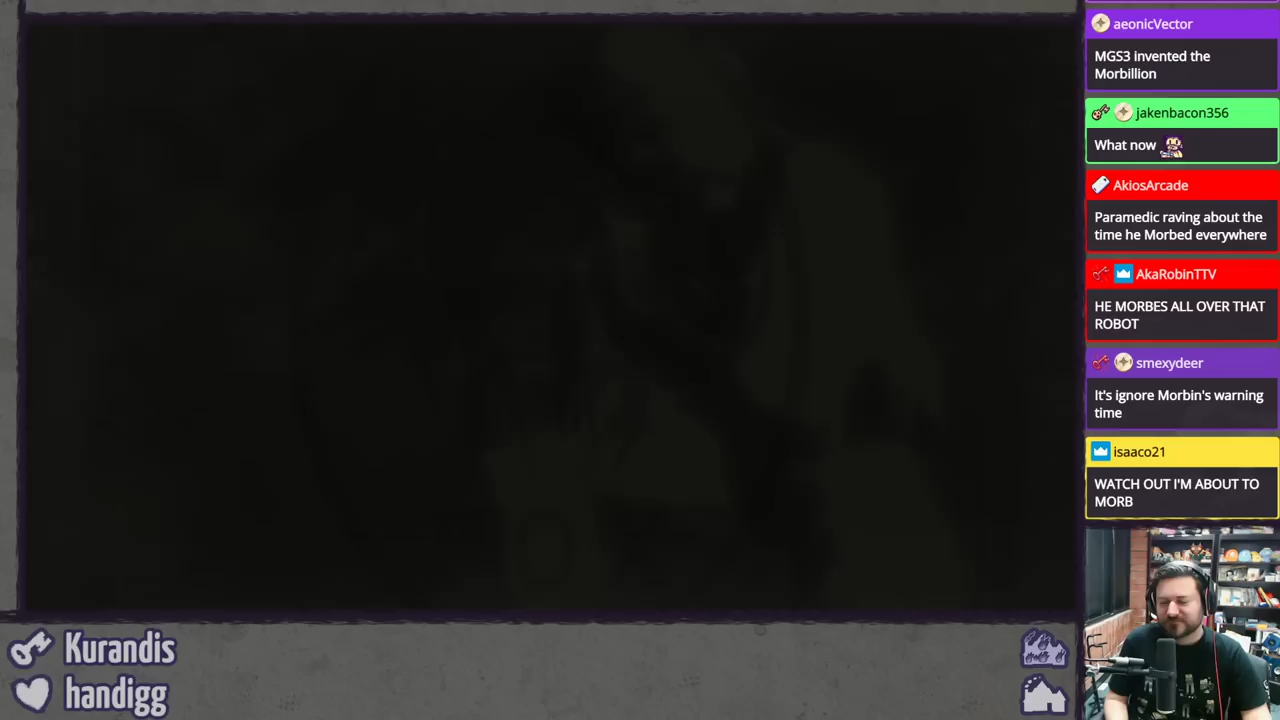 aeonicVector
MGS3 invented the
Morbillion
jakenbacon356
What now
AkiosArcade
Paramedic raving about the
time he Morbed everywhere
AkaRobinTTV
HE MORBES ALL OVER THAT
ROBOT
smexydeer
It's ignore Morbin's warning
time
isaaco21
WATCH OUT I'M ABOUT TO
MORB
Kurandis
handigg